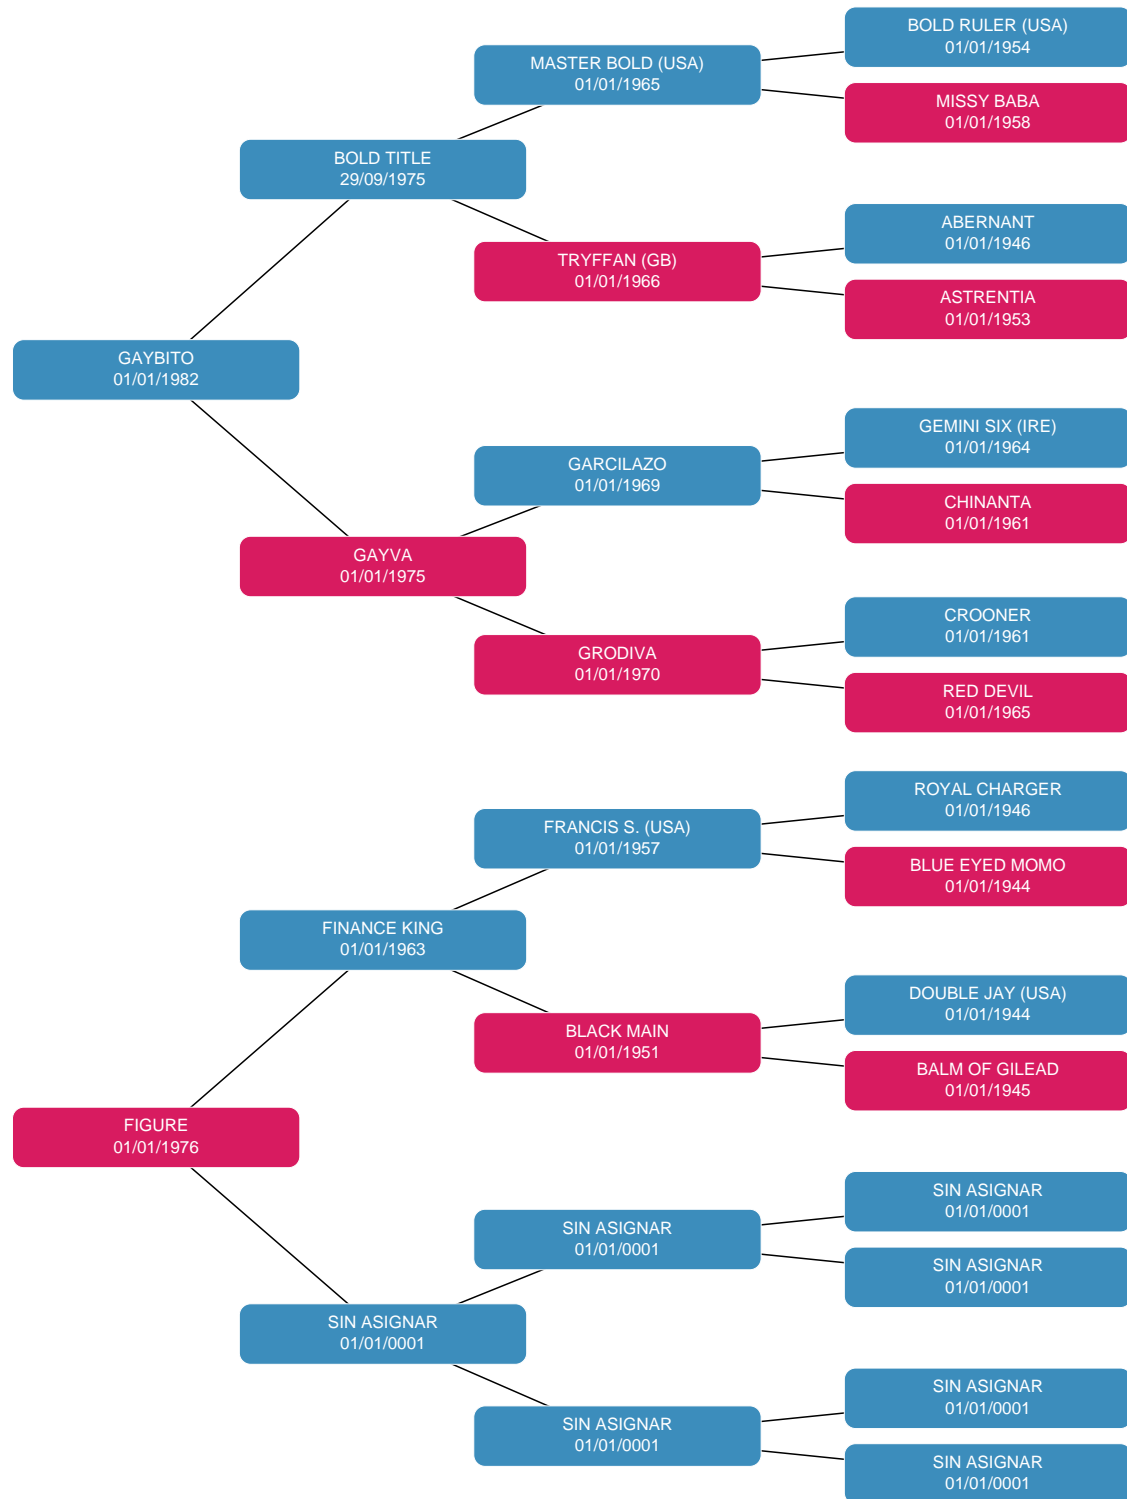 BOLD RULER (USA)
01/01/1954
MASTER BOLD (USA)
01/01/1965
MISSY BABA
01/01/1958
BOLD TITLE
29/09/1975
ABERNANT
01/01/1946
TRYFFAN (GB)
01/01/1966
ASTRENTIA
01/01/1953
GAYBITO
01/01/1982
GEMINI SIX (IRE)
01/01/1964
GARCILAZO
01/01/1969
CHINANTA
01/01/1961
GAYVA
01/01/1975
CROONER
01/01/1961
GRODIVA
01/01/1970
RED DEVIL
01/01/1965
ROYAL CHARGER
01/01/1946
FRANCIS S. (USA)
01/01/1957
BLUE EYED MOMO
01/01/1944
FINANCE KING
01/01/1963
DOUBLE JAY (USA)
01/01/1944
BLACK MAIN
01/01/1951
BALM OF GILEAD
01/01/1945
FIGURE
01/01/1976
SIN ASIGNAR
01/01/0001
SIN ASIGNAR
01/01/0001
SIN ASIGNAR
01/01/0001
SIN ASIGNAR
01/01/0001
SIN ASIGNAR
01/01/0001
SIN ASIGNAR
01/01/0001
SIN ASIGNAR
01/01/0001